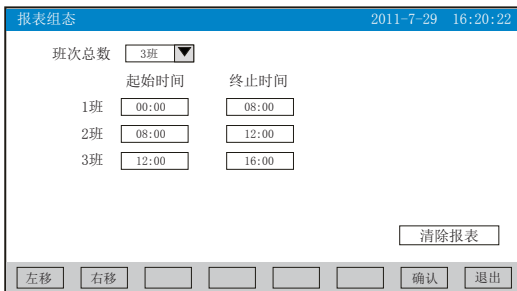 报表组态 2011-7-29 16:20:22
班次总数 3班
起始时间 终止时间
1班 00:00 08:00
2班 08:00 12:00
3班 12:00 16:00
清除报表
左移 右移 确认 退出